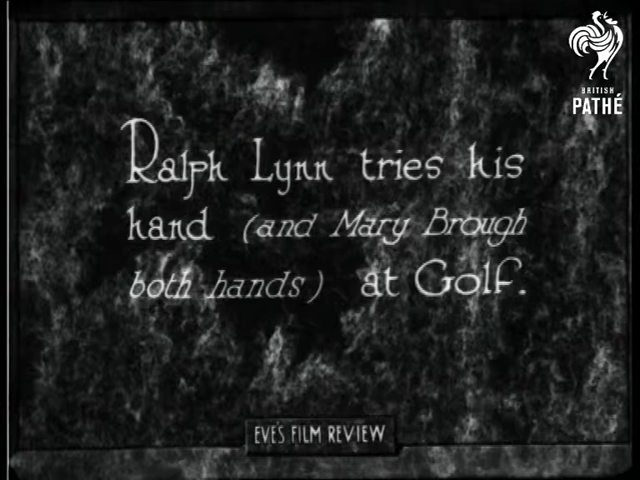 BRITISH
PATHÉ
Ralph Lynn tries his
hand (and Mary Brough
both hands) at Golf.
EVE'S FILM REVIEW